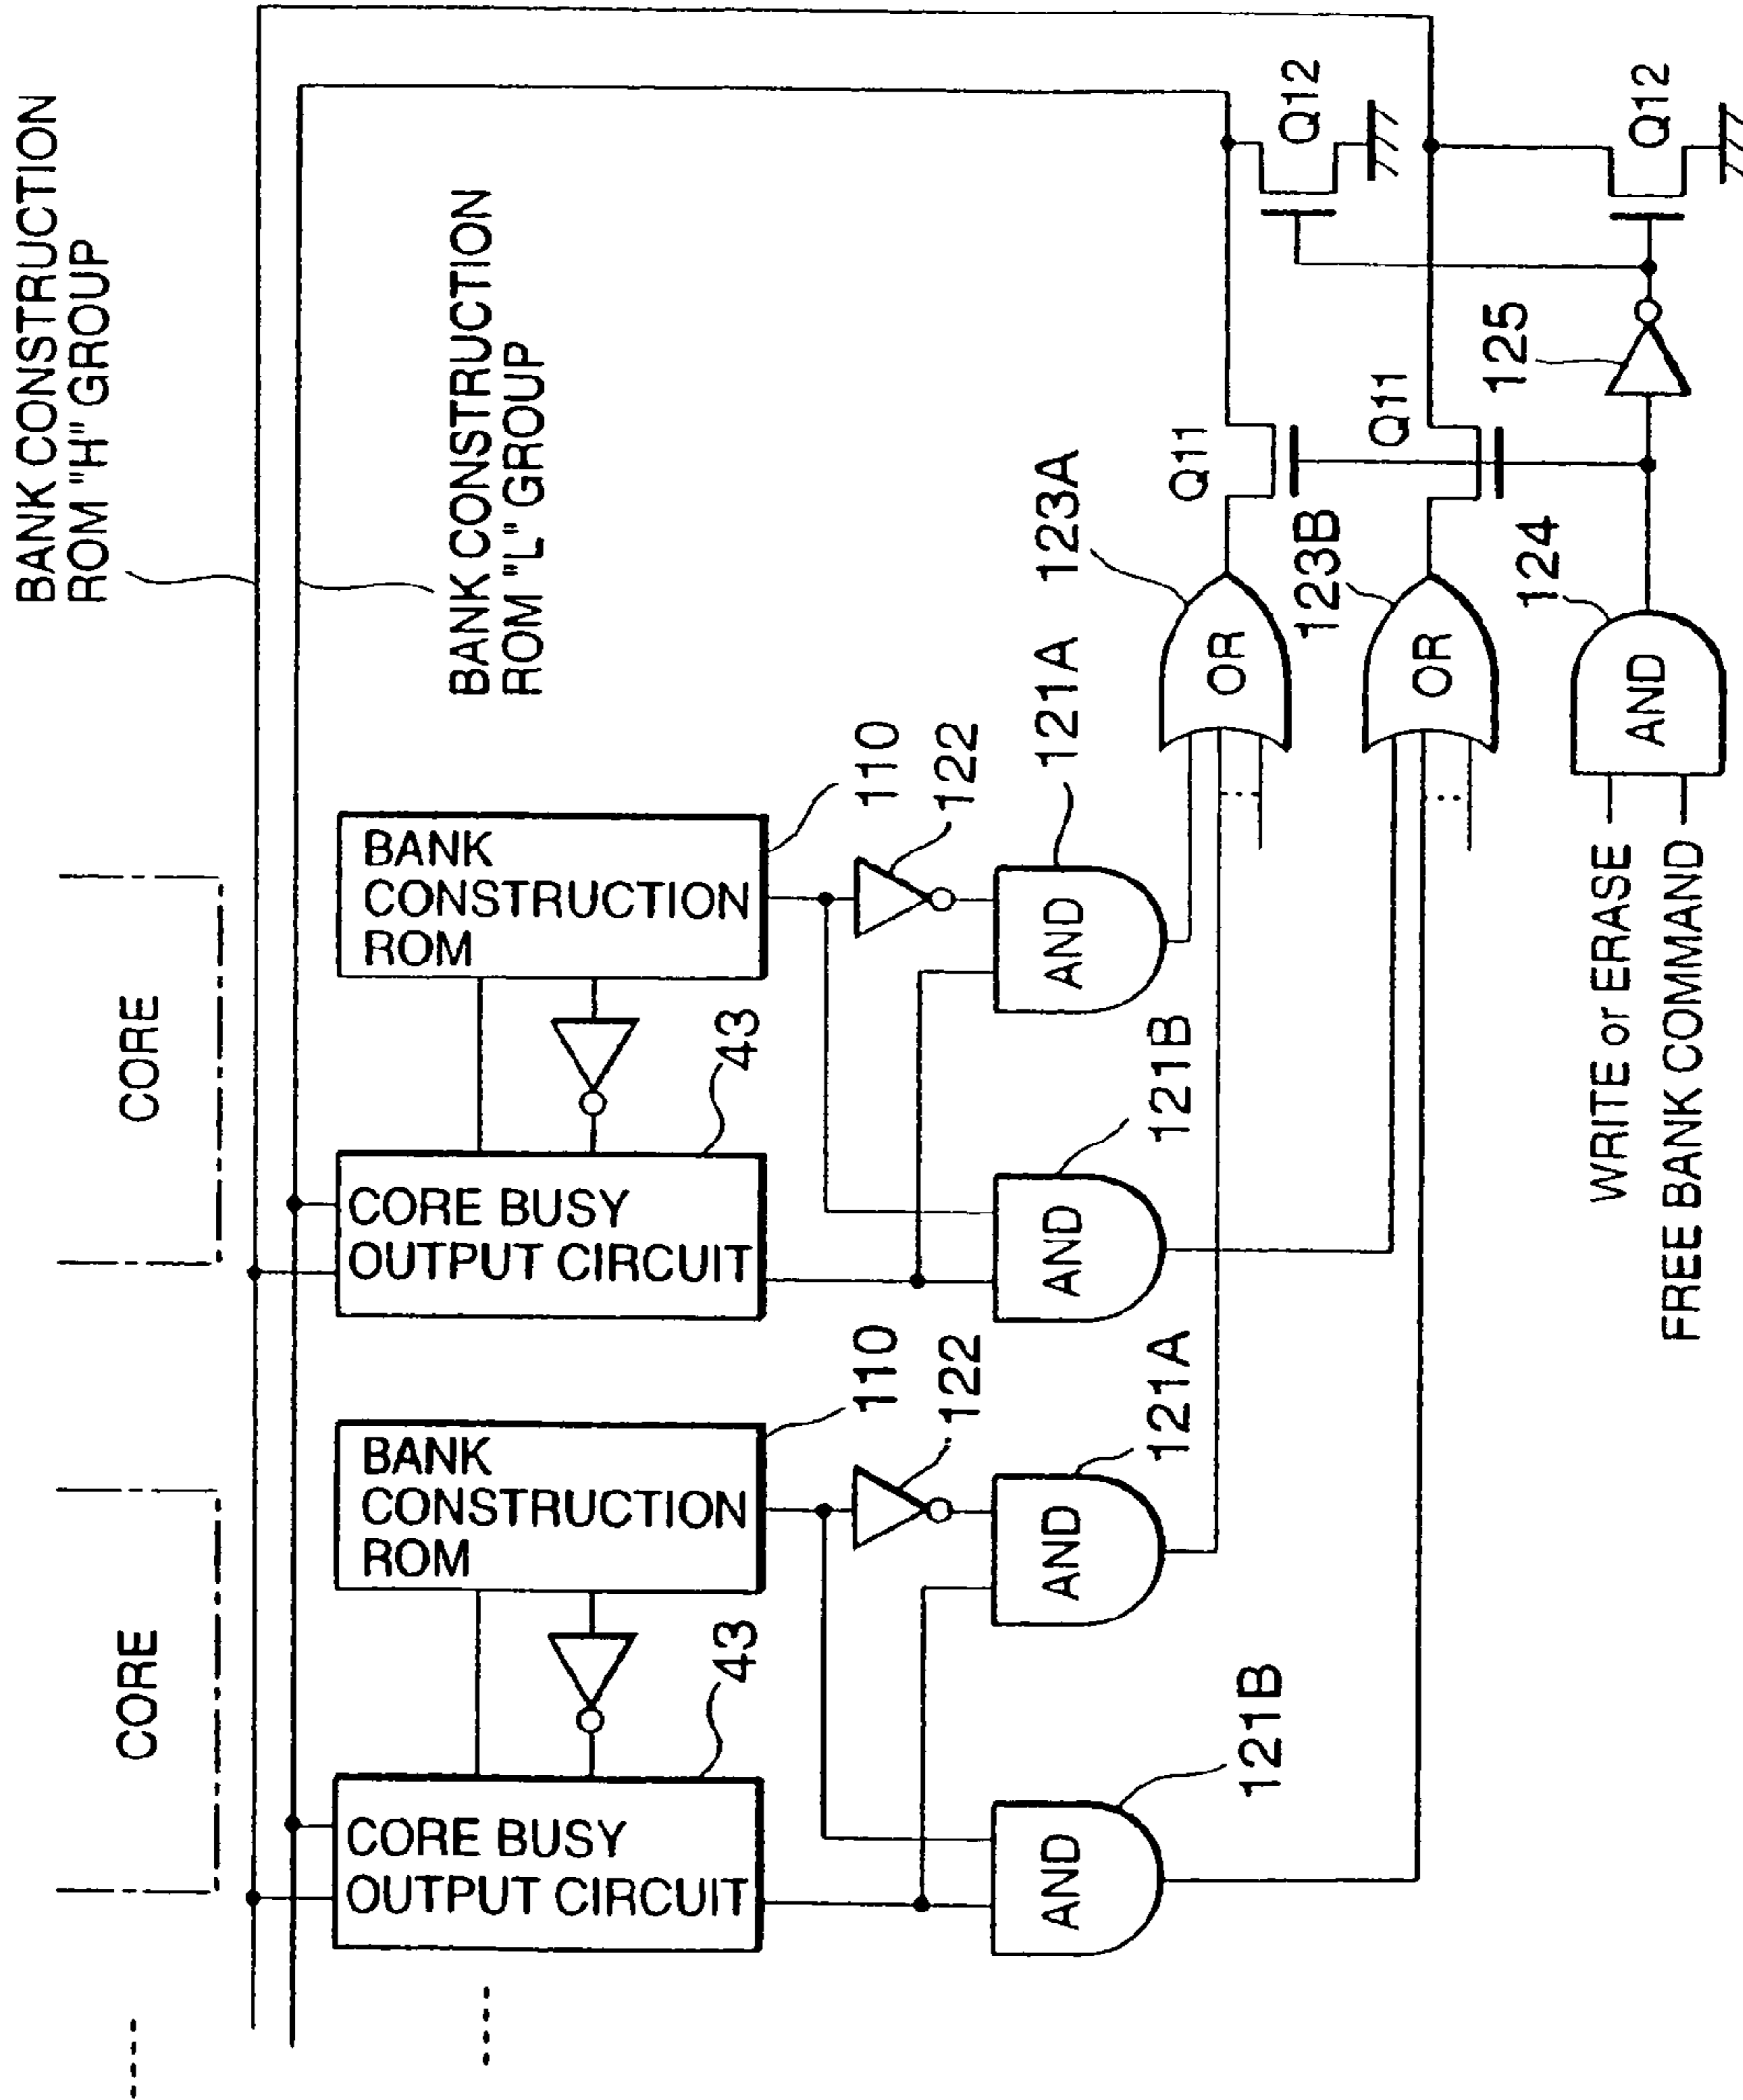 BANK CONSTRUCTION
ROM "H" GROUP
BANK CONSTRUCTION
ROM "L" GROUP
CORE
CORE
BANK
CONSTRUCTION
ROM
110
122
CORE BUSY
OUTPUT CIRCUIT
43
AND
121A
AND
121B
BANK
CONSTRUCTION
ROM
110
122
CORE BUSY
OUTPUT CIRCUIT
43
AND
121A
AND
121B
OR
123A
OR
123B
Q11
Q11
Q12
Q12
125
AND
124
WRITE or ERASE
FREE BANK COMMAND